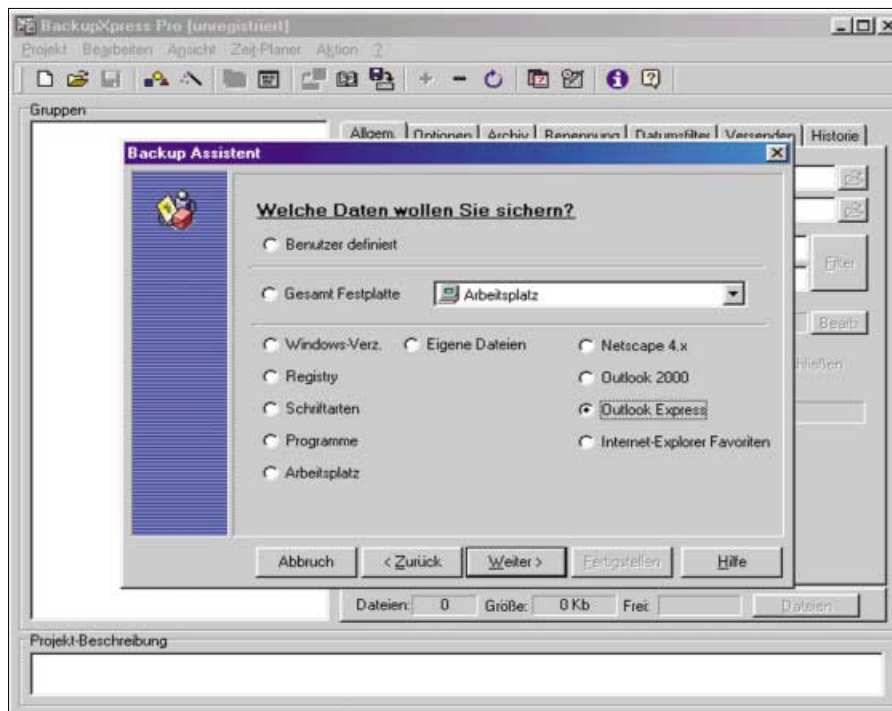 BackupXpress Pro [unregistriert]
Projekt Bearbeiten Ansicht Zeit-Planer Aktion ?
Gruppen
Allgem. Optionen Archiv Benennung Datumsfilter Versenden Historie
Backup Assistent
Welche Daten wollen Sie sichern?
Benutzer definiert
Gesamt Festplatte Arbeitsplatz
Windows-Verz. Eigene Dateien Netscape 4.x
Registry Outlook 2000
Schriftarten Outlook Express
Programme Internet-Explorer Favoriten
Arbeitsplatz
Filter
Bearb
hließen
Abbruch < Zurück Weiter > Fertigstellen Hilfe
Dateien: 0 Größe: 0 Kb Frei: Dateien
Projekt-Beschreibung